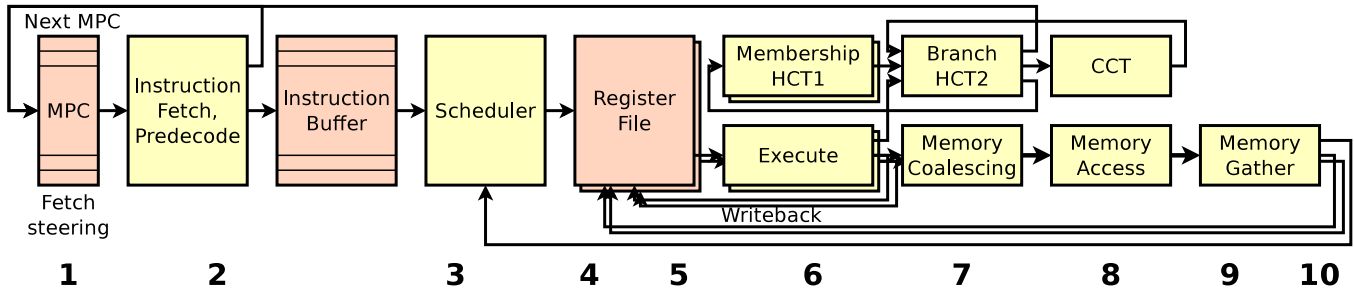 Next MPC
MPC
Fetch
steering
Instruction
Fetch,
Predecode
Instruction
Buffer
Scheduler
Register
File
Membership
HCT1
Branch
HCT2
CCT
Execute
Memory
Coalescing
Memory
Access
Memory
Gather
Writeback
1 2 3 4 5 6 7 8 9 10